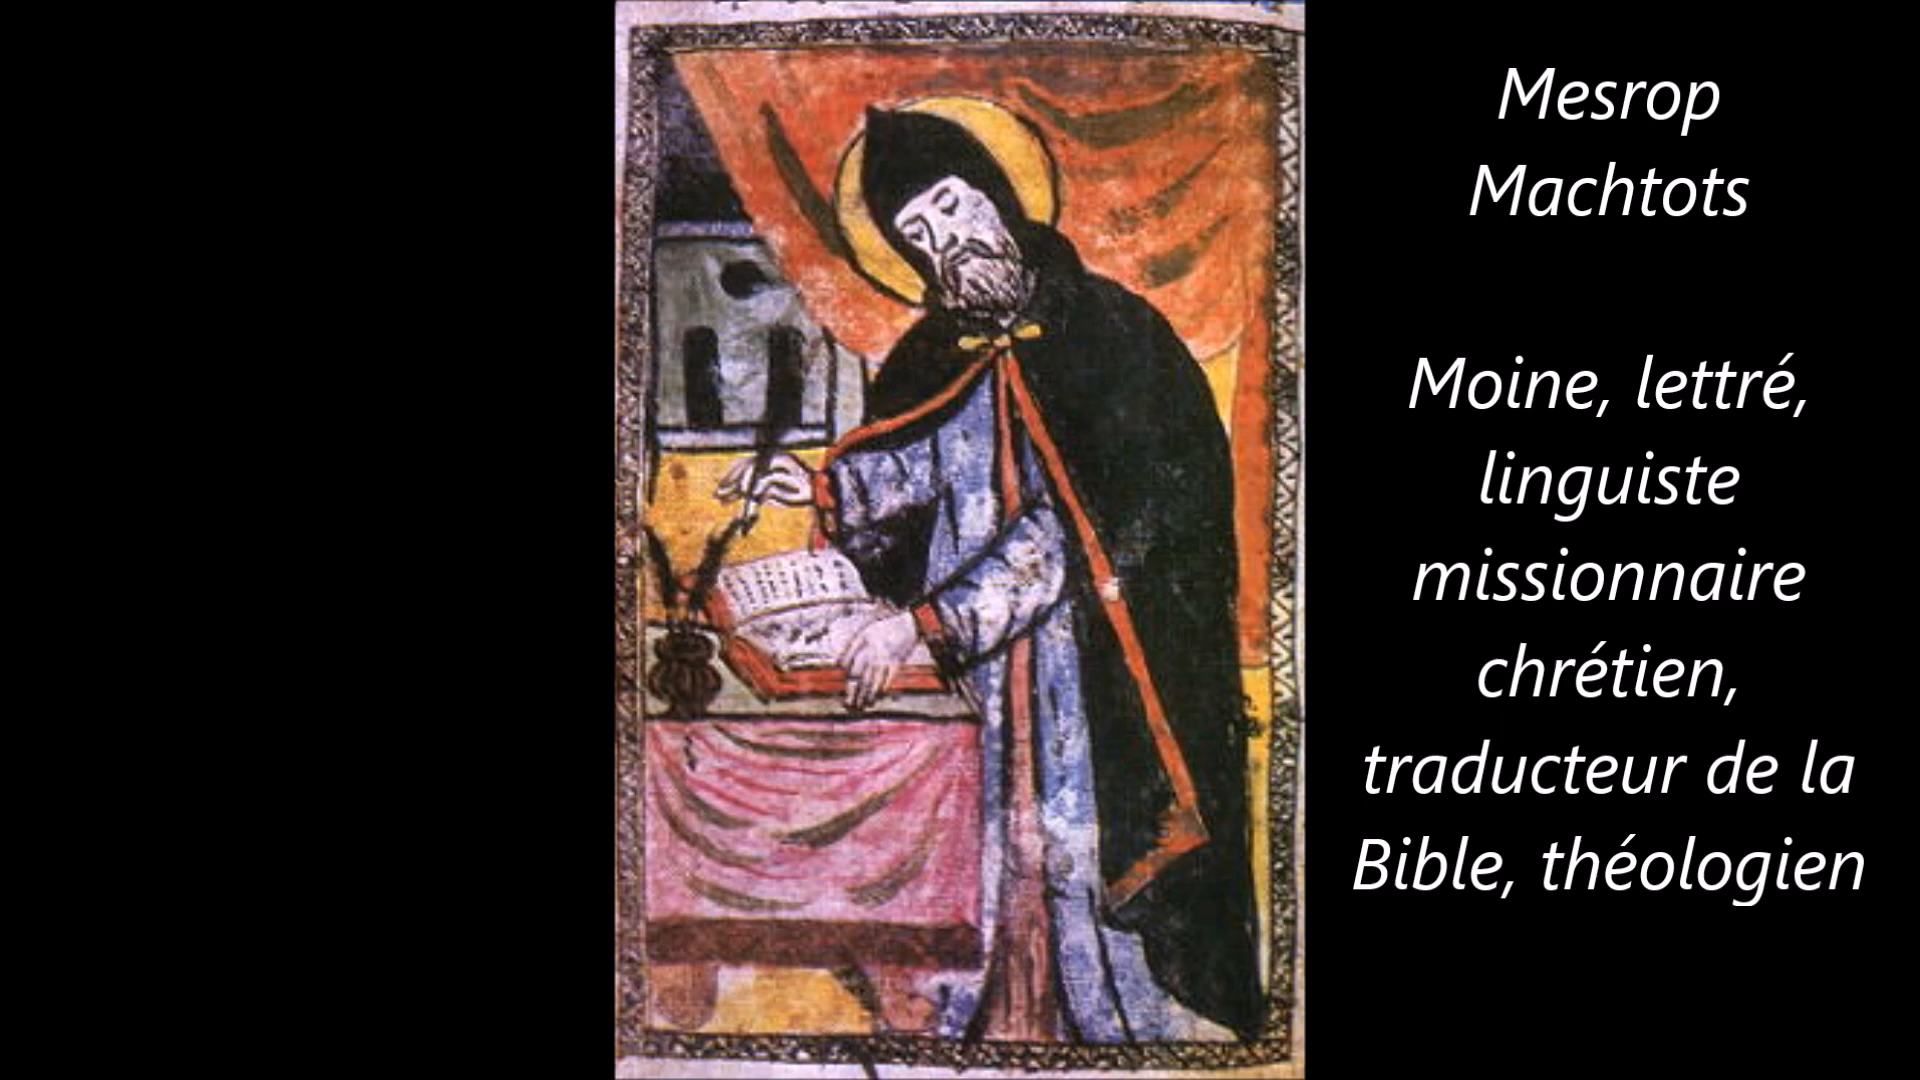 Mesrop
Machtots
Moine, lettré,
linguiste
missionnaire
chrétien,
traducteur de la
Bible, théologien